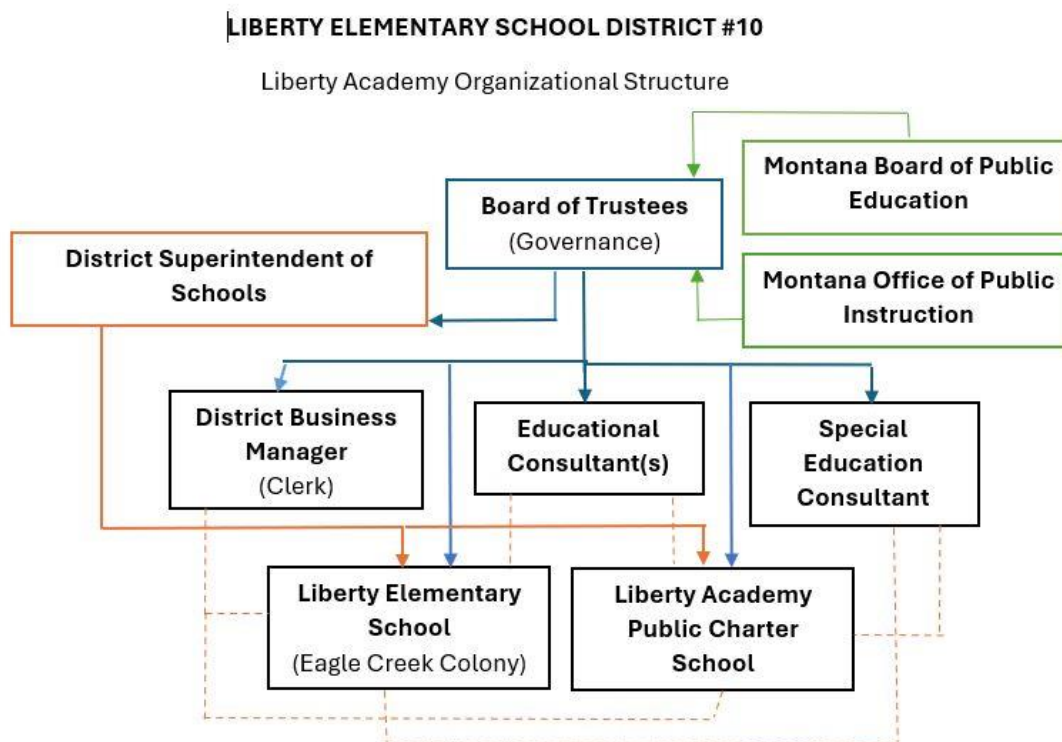 LIBERTY ELEMENTARY SCHOOL DISTRICT #10
Liberty Academy Organizational Structure
Montana Board of Public
Education
Board of Trustees
(Governance)
District Superintendent of
Schools
Montana Office of Public
Instruction
District Business
Manager
(Clerk)
Educational
Consultant(s)
Special
Education
Consultant
Liberty Elementary
School
(Eagle Creek Colony)
Liberty Academy
Public Charter
School